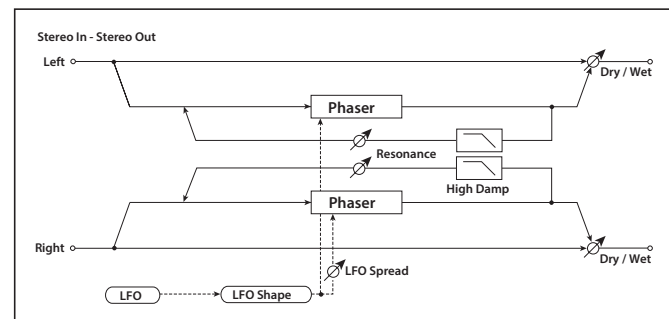 Stereo In - Stereo Out
Left
Dry / Wet
Phaser
Resonance
High Damp
Phaser
Right
Dry / Wet
LFO Spread
LFO
LFO Shape